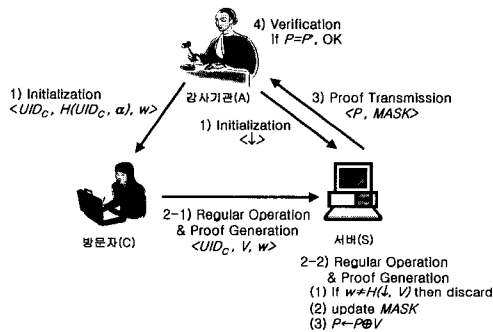 4) Verification
If P=P', OK
감사기관(A)
1) Initialization
<UID_C, H(UID_C, α), w>
3) Proof Transmission
<P, MASK>
1) Initialization
<↓>
방문자(C)
2-1) Regular Operation
& Proof Generation
<UID_C, V, w>
서버(S)
2-2) Regular Operation
& Proof Generation
(1) If w≠H(↓, V) then discard
(2) update MASK
(3) P←P⊕V